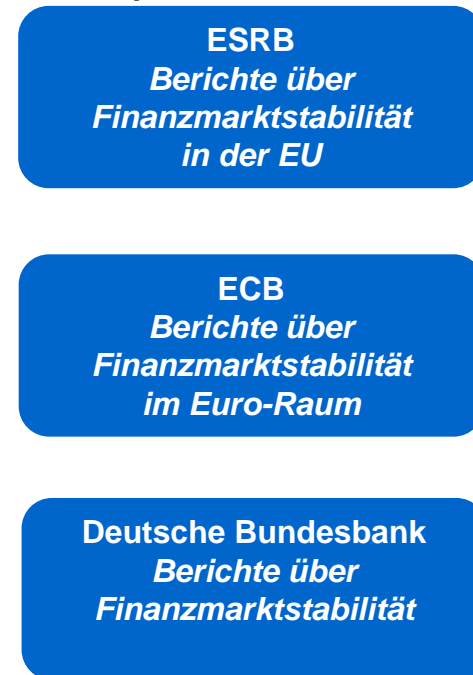 ESRB
Berichte über
Finanzmarktstabilität
in der EU
ECB
Berichte über
Finanzmarktstabilität
im Euro-Raum
Deutsche Bundesbank
Berichte über
Finanzmarktstabilität